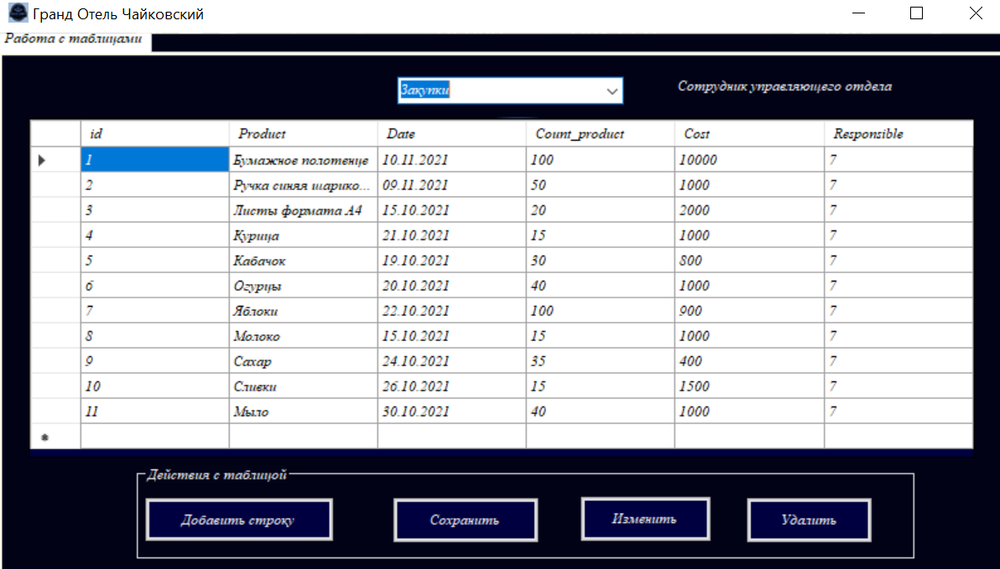 Гранд Отель Чайковский
Работа с таблицами
Закупки
Сотрудник управляющего отдела
id Product Date Count_product Cost Responsible
1 Бумажное полотенце 10.11.2021 100 10000 7
2 Ручка синяя шарико... 09.11.2021 50 1000 7
3 Листы формата А4 15.10.2021 20 2000 7
4 Курица 21.10.2021 15 1000 7
5 Кабачок 19.10.2021 30 800 7
6 Огурцы 20.10.2021 40 1000 7
7 Яблоки 22.10.2021 100 900 7
8 Молоко 15.10.2021 15 1000 7
9 Сахар 24.10.2021 35 400 7
10 Сливки 26.10.2021 15 1500 7
11 Мыло 30.10.2021 40 1000 7
Действия с таблицой
Добавить строку Сохранить Изменить Удалить